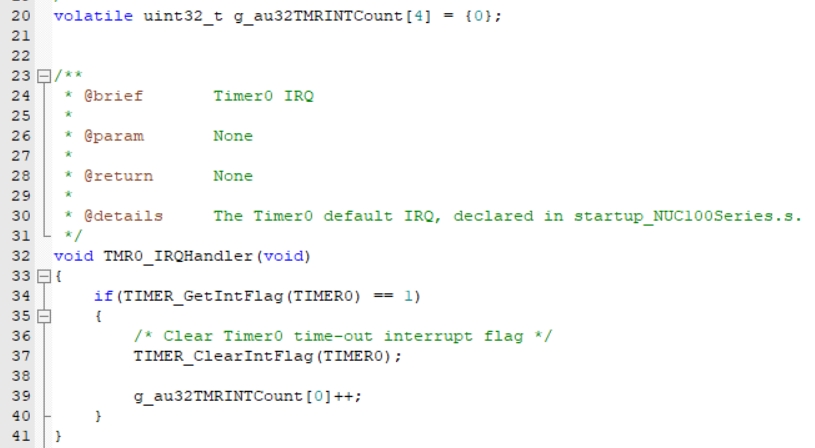 20 volatile uint32_t g_au32TMRINTCount[4] = {0};
21
22
23 /**
24  * @brief       Timer0 IRQ
25  *
26  * @param       None
27  *
28  * @return      None
29  *
30  * @details     The Timer0 default IRQ, declared in startup_NUC100Series.s.
31  */
32 void TMR0_IRQHandler(void)
33 {
34     if(TIMER_GetIntFlag(TIMER0) == 1)
35     {
36         /* Clear Timer0 time-out interrupt flag */
37         TIMER_ClearIntFlag(TIMER0);
38
39         g_au32TMRINTCount[0]++;
40     }
41 }